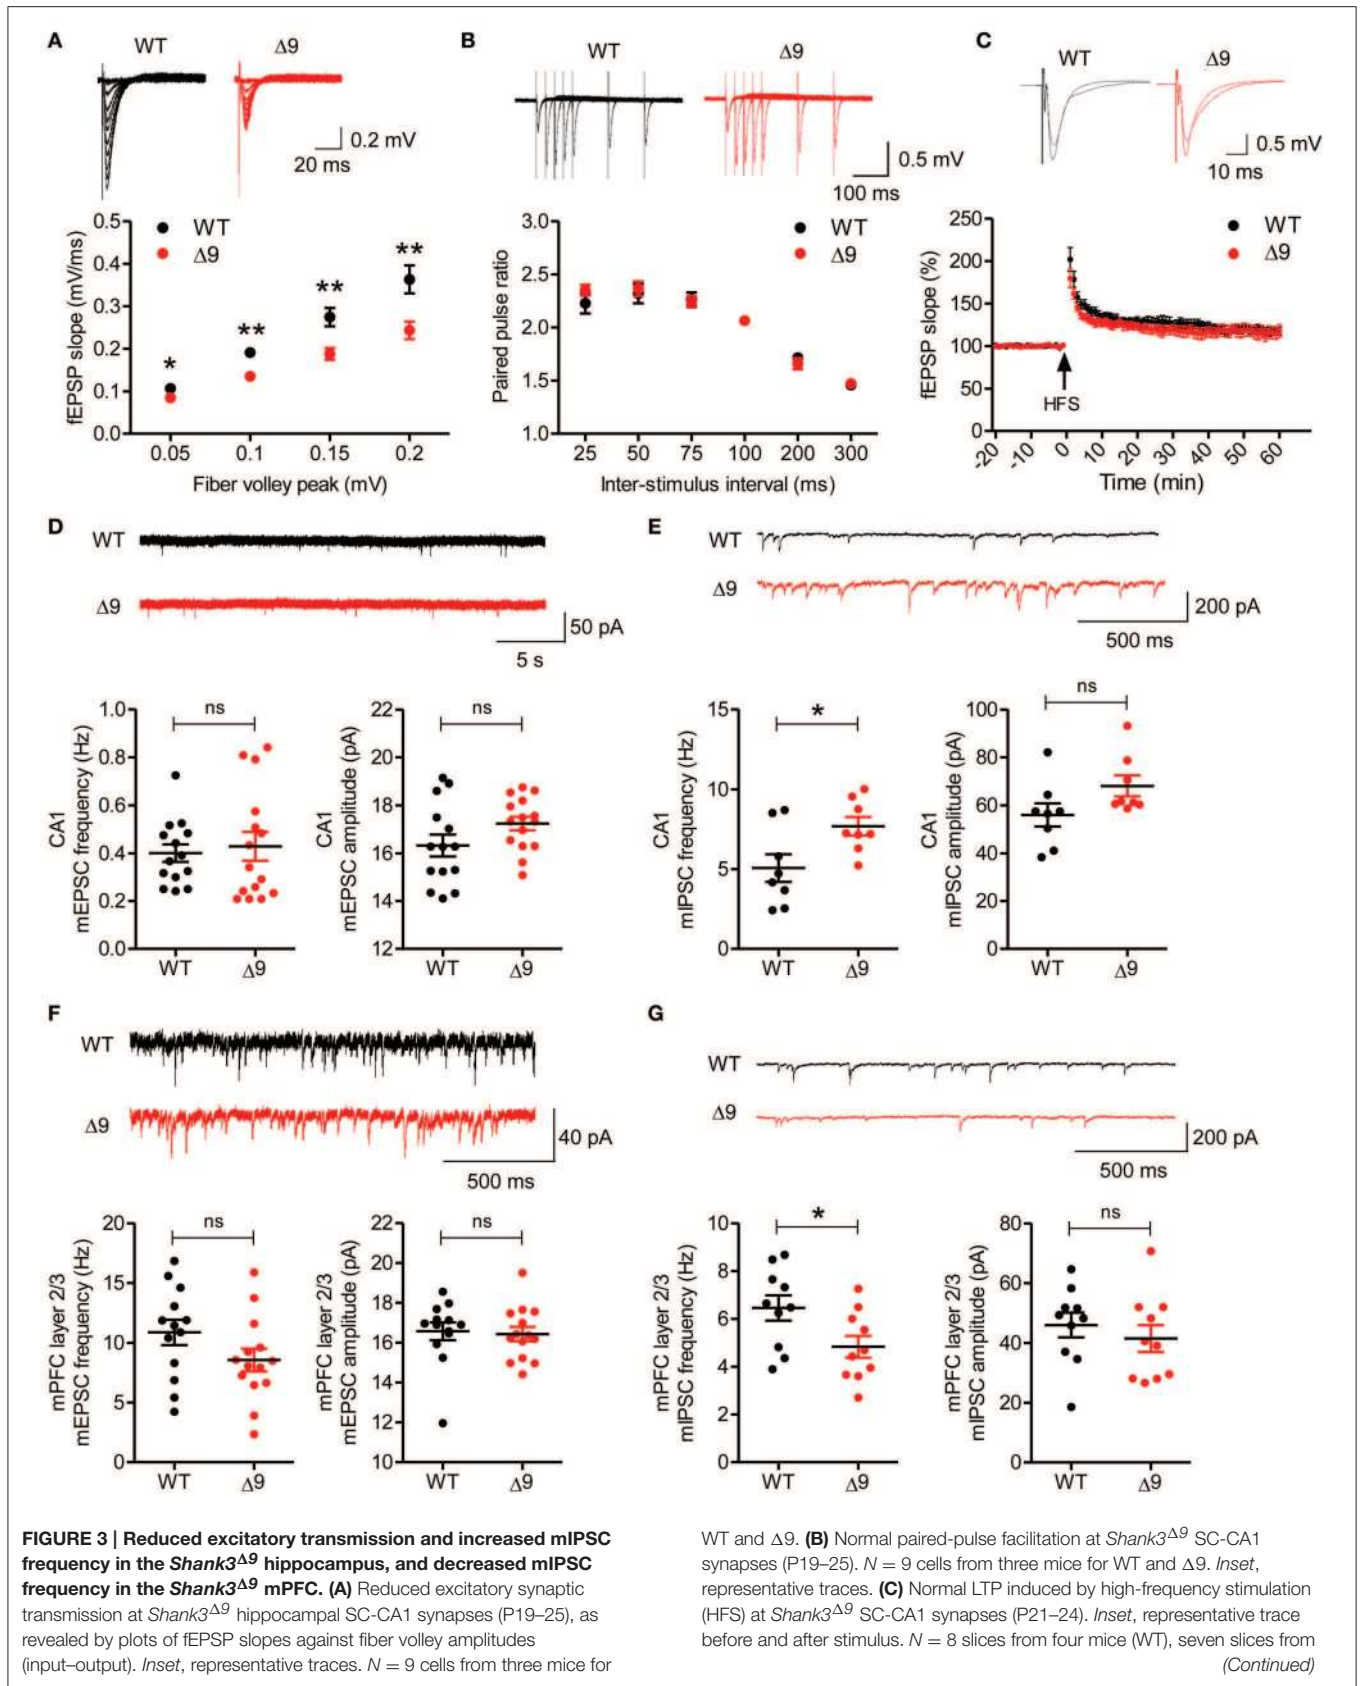 A
WT
Δ9
0.2 mV
20 ms
fEPSP slope (mV/ms)
0.5
0.4
0.3
0.2
0.1
0.0
WT
Δ9
*
**
**
**
0.05
0.1
0.15
0.2
Fiber volley peak (mV)
B
WT
Δ9
0.5 mV
100 ms
Paired pulse ratio
3.0
2.5
2.0
1.5
1.0
WT
Δ9
25
50
75
100
200
300
Inter-stimulus interval (ms)
C
WT
Δ9
0.5 mV
10 ms
fEPSP slope (%)
250
200
150
100
50
0
WT
Δ9
HFS
-20
-10
0
10
20
30
40
50
60
Time (min)
D
WT
Δ9
50 pA
5 s
CA1
mEPSC frequency (Hz)
1.0
0.8
0.6
0.4
0.2
0.0
ns
WT
Δ9
CA1
mEPSC amplitude (pA)
22
20
18
16
14
12
ns
WT
Δ9
E
WT
Δ9
200 pA
500 ms
CA1
mIPSC frequency (Hz)
15
10
5
0
*
WT
Δ9
CA1
mIPSC amplitude (pA)
100
80
60
40
20
0
ns
WT
Δ9
F
WT
Δ9
40 pA
500 ms
mPFC layer 2/3
mEPSC frequency (Hz)
20
15
10
5
0
ns
WT
Δ9
mPFC layer 2/3
mEPSC amplitude (pA)
22
20
18
16
14
12
10
ns
WT
Δ9
G
WT
Δ9
200 pA
500 ms
mPFC layer 2/3
mIPSC frequency (Hz)
10
8
6
4
2
0
*
WT
Δ9
mPFC layer 2/3
mIPSC amplitude (pA)
80
60
40
20
0
ns
WT
Δ9
FIGURE 3 | Reduced excitatory transmission and increased mIPSC
frequency in the Shank3Δ9 hippocampus, and decreased mIPSC
frequency in the Shank3Δ9 mPFC. (A) Reduced excitatory synaptic
transmission at Shank3Δ9 hippocampal SC-CA1 synapses (P19–25), as
revealed by plots of fEPSP slopes against fiber volley amplitudes
(input–output). Inset, representative traces. N = 9 cells from three mice for
WT and Δ9. (B) Normal paired-pulse facilitation at Shank3Δ9 SC-CA1
synapses (P19–25). N = 9 cells from three mice for WT and Δ9. Inset,
representative traces. (C) Normal LTP induced by high-frequency stimulation
(HFS) at Shank3Δ9 SC-CA1 synapses (P21–24). Inset, representative trace
before and after stimulus. N = 8 slices from four mice (WT), seven slices from
(Continued)